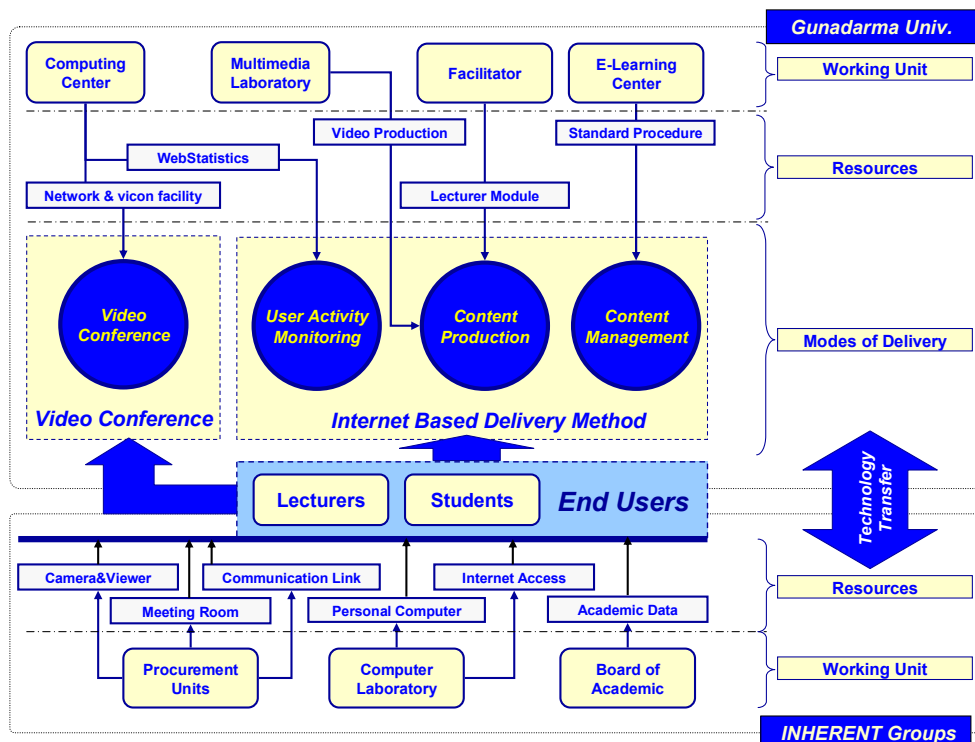 Gunadarma Univ.
Computing
Center
Multimedia
Laboratory
Facilitator
E-Learning
Center
Working Unit
Video Production
Standard Procedure
WebStatistics
Resources
Network & vicon facility
Lecturer Module
Video
Conference
User Activity
Monitoring
Content
Production
Content
Management
Modes of Delivery
Video Conference
Internet Based Delivery Method
Lecturers
Students
End Users
Technology
Transfer
Camera&Viewer
Communication Link
Internet Access
Resources
Meeting Room
Personal Computer
Academic Data
Procurement
Units
Computer
Laboratory
Board of
Academic
Working Unit
INHERENT Groups